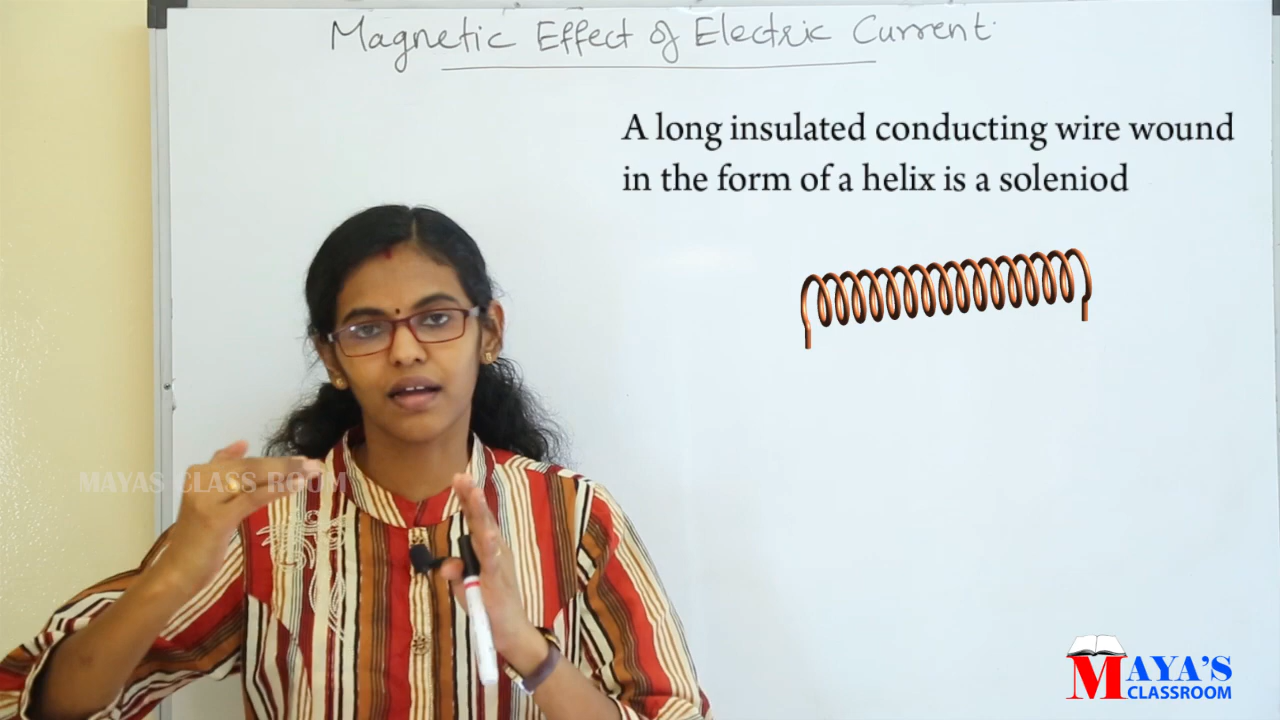 Magnetic Effect of Electric Current.
A long insulated conducting wire wound
in the form of a helix is a soleniod
MAYAS CLASS ROOM
MAYA'S
CLASSROOM